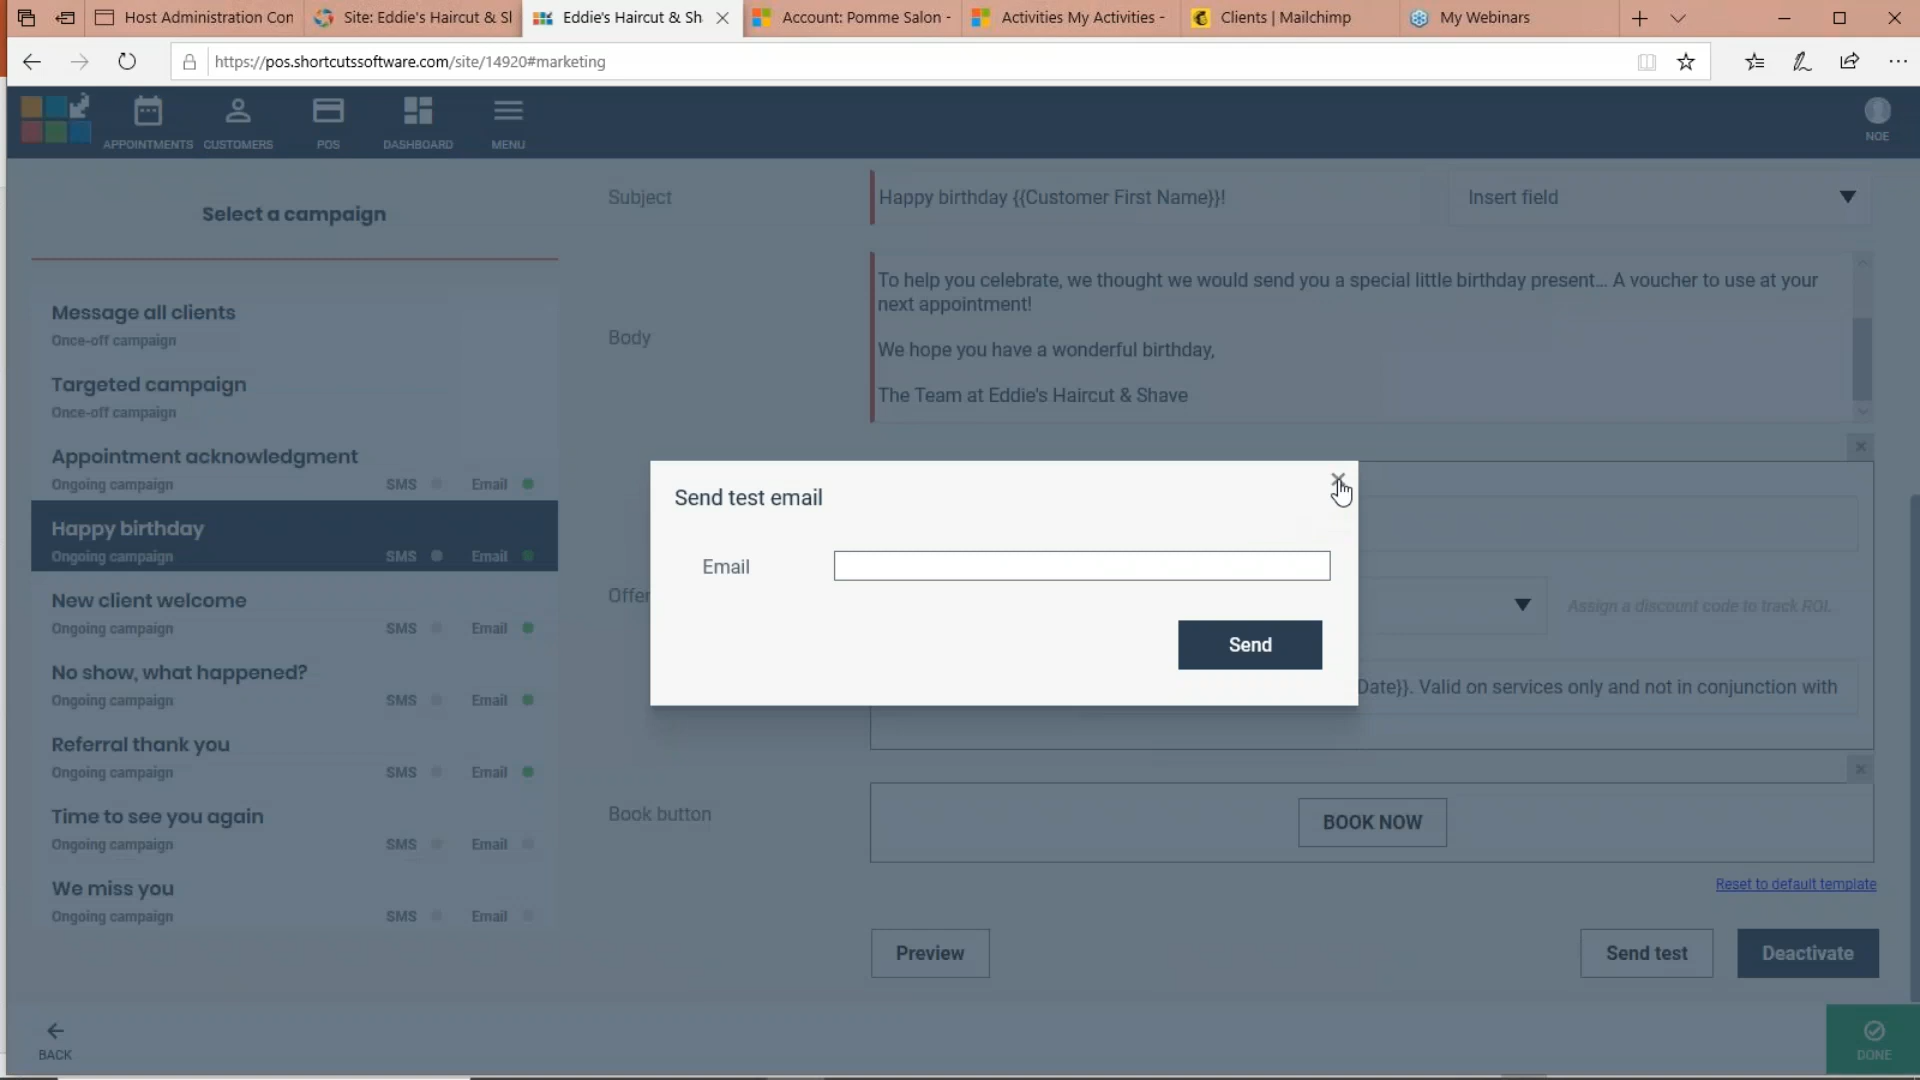 Host Administration Con
Site: Eddie's Haircut & Sl
Eddie's Haircut & Sh
Account: Pomme Salon -
Activities My Activities -
Clients | Mailchimp
My Webinars
https://pos.shortcutssoftware.com/site/14920#marketing
APPOINTMENTS
CUSTOMERS
POS
DASHBOARD
MENU
NOE
Select a campaign
Message all clients
Once-off campaign
Targeted campaign
Once-off campaign
Appointment acknowledgment
Ongoing campaign SMS Email
Happy birthday
Ongoing campaign SMS Email
New client welcome
Ongoing campaign SMS Email
No show, what happened?
Ongoing campaign SMS Email
Referral thank you
Ongoing campaign SMS Email
Time to see you again
Ongoing campaign SMS Email
We miss you
Ongoing campaign SMS Email
Subject
Happy birthday {{Customer First Name}}!
Insert field
Body
To help you celebrate, we thought we would send you a special little birthday present... A voucher to use at your
next appointment!
We hope you have a wonderful birthday,
The Team at Eddie's Haircut & Shave
Send test email
Email
Send
Offer
Assign a discount code to track ROI.
Date}}. Valid on services only and not in conjunction with
Book button
BOOK NOW
Reset to default template
Preview
Send test
Deactivate
BACK
DONE